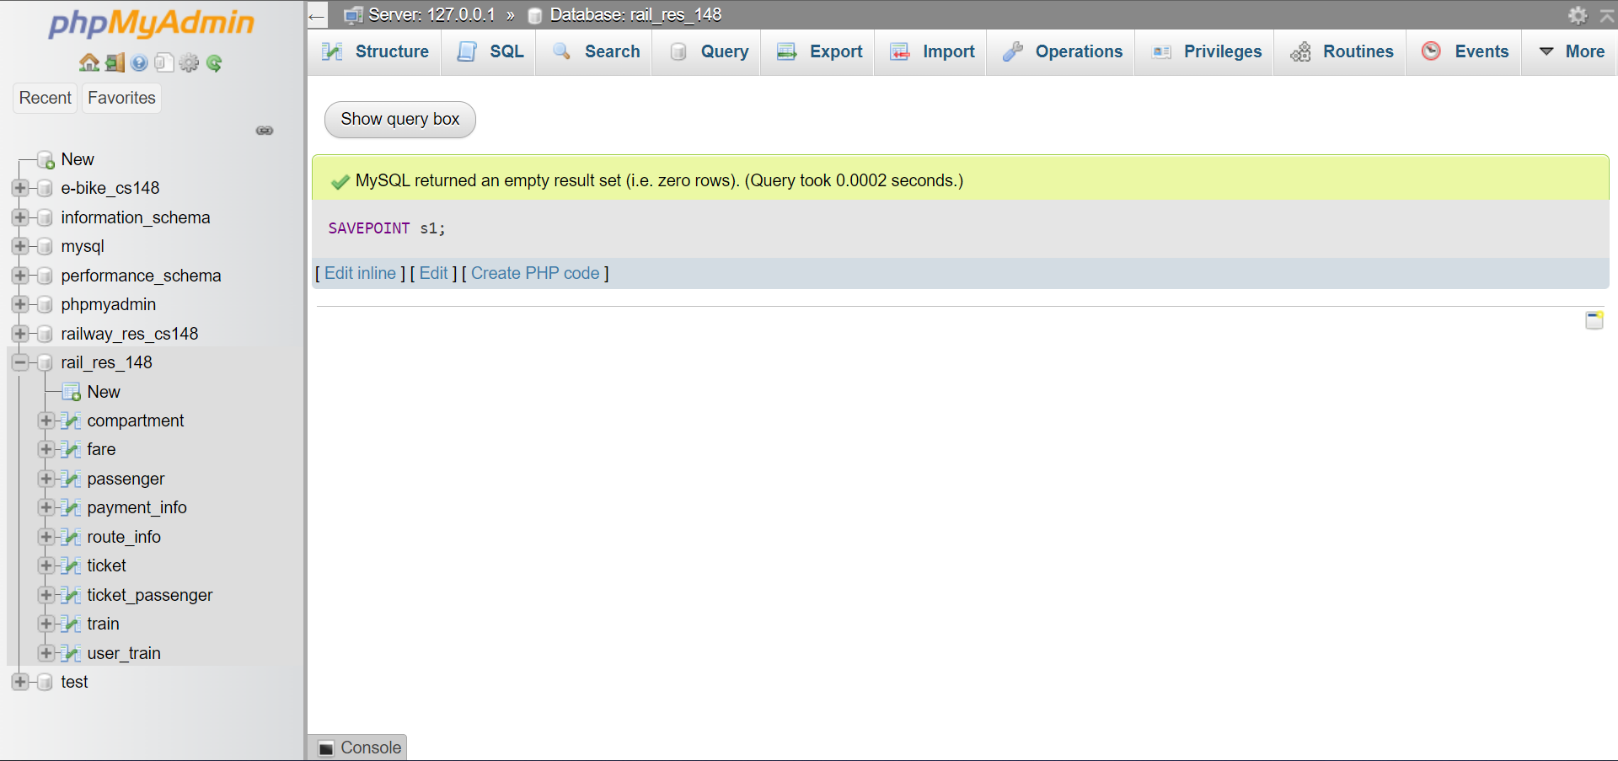 phpMyAdmin
Recent Favorites
New
e-bike_cs148
information_schema
mysql
performance_schema
phpmyadmin
railway_res_cs148
rail_res_148
New
compartment
fare
passenger
payment_info
route_info
ticket
ticket_passenger
train
user_train
test
Server: 127.0.0.1 » Database: rail_res_148
Structure SQL Search Query Export Import Operations Privileges Routines Events More
Show query box
MySQL returned an empty result set (i.e. zero rows). (Query took 0.0002 seconds.)
SAVEPOINT s1;
[ Edit inline ] [ Edit ] [ Create PHP code ]
Console